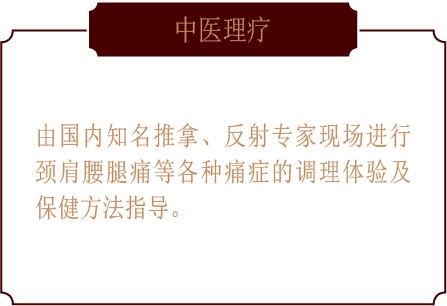 中医理疗
由国内知名推拿、反射专家现场进行
颈肩腰腿痛等各种痛症的调理体验及
保健方法指导。